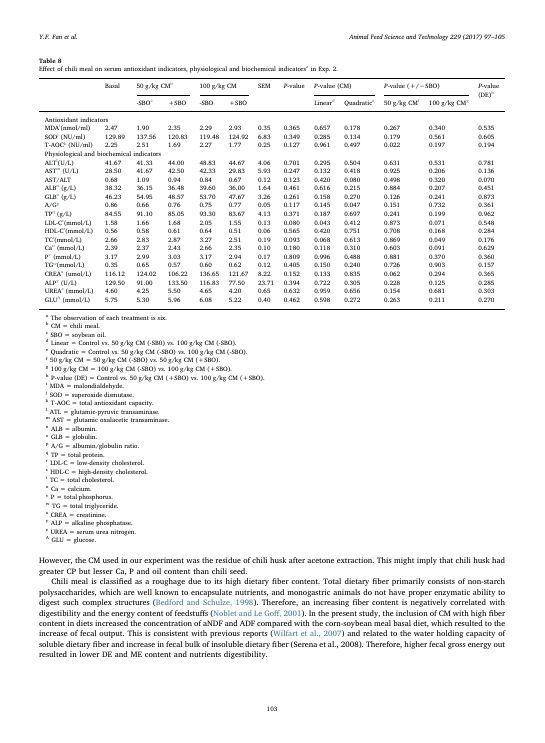 Y.F. Fan et al.
Animal Feed Science and Technology 229 (2017) 97–105
Table 8
Effect of chili meal on serum antioxidant indicators, physiological and biochemical indicatorsa in Exp. 2.
Basal 50 g/kg CMb 100 g/kg CM SEM P-value P-value (CM) P-value (+/−SBO) P-value (DE)h
-SBOc +SBO -SBO +SBO Lineard Quadratice 50 g/kg CMf 100 g/kg CMg
Antioxidant indicators
MDAi(nmol/ml) 2.47 1.90 2.35 2.29 2.93 0.35 0.365 0.657 0.178 0.267 0.340 0.535
SODj (NU/ml) 129.89 137.56 120.83 119.48 124.92 6.83 0.349 0.285 0.134 0.179 0.561 0.605
T-AOCk (NU/ml) 2.25 2.51 1.69 2.27 1.77 0.25 0.127 0.961 0.497 0.022 0.197 0.194
Physiological and biochemical indicators
ALTl(U/L) 41.67 41.33 44.00 48.83 44.67 4.06 0.701 0.295 0.504 0.631 0.531 0.781
ASTm (U/L) 28.50 41.67 42.50 42.33 29.83 5.93 0.247 0.132 0.418 0.925 0.206 0.136
AST/ALT 0.68 1.09 0.94 0.84 0.67 0.12 0.123 0.420 0.080 0.498 0.320 0.070
ALBn (g/L) 38.32 36.15 36.48 39.60 36.00 1.64 0.461 0.616 0.215 0.884 0.207 0.451
GLBo (g/L) 46.23 54.95 48.57 53.70 47.67 3.26 0.261 0.158 0.270 0.126 0.241 0.873
A/Gp 0.86 0.66 0.76 0.75 0.77 0.05 0.117 0.145 0.047 0.151 0.732 0.361
TPq (g/L) 84.55 91.10 85.05 93.30 83.67 4.13 0.371 0.187 0.697 0.241 0.199 0.962
LDL-Cr(mmol/L) 1.58 1.66 1.68 2.05 1.55 0.13 0.080 0.043 0.212 0.873 0.073 0.548
HDL-Cs(mmol/L) 0.56 0.58 0.61 0.64 0.51 0.06 0.565 0.420 0.751 0.708 0.168 0.284
TCt(mmol/L) 2.66 2.83 2.87 3.27 2.51 0.19 0.093 0.068 0.613 0.869 0.049 0.176
Cau (mmol/L) 2.39 2.37 2.43 2.66 2.35 0.10 0.180 0.118 0.310 0.603 0.091 0.629
Pv (mmol/L) 3.17 2.99 3.03 3.17 2.94 0.17 0.809 0.996 0.488 0.881 0.370 0.360
TGw(mmol/L) 0.35 0.65 0.57 0.60 0.62 0.12 0.405 0.150 0.240 0.726 0.903 0.157
CREAx (umol/L) 116.12 124.02 106.22 136.65 121.67 8.22 0.152 0.133 0.835 0.062 0.294 0.365
ALPy (U/L) 129.50 91.00 133.50 116.83 77.50 23.71 0.394 0.722 0.305 0.228 0.125 0.285
UREAz (mmol/L) 4.60 4.25 5.50 4.65 4.20 0.65 0.632 0.959 0.656 0.154 0.681 0.303
GLUA (mmol/L) 5.75 5.30 5.96 6.08 5.22 0.40 0.462 0.598 0.272 0.263 0.211 0.270
a The observation of each treatment is six.
b CM = chili meal.
c SBO = soybean oil.
d Linear = Control vs. 50 g/kg CM (-SBO) vs. 100 g/kg CM (-SBO).
e Quadratic = Control vs. 50 g/kg CM (-SBO) vs. 100 g/kg CM (-SBO).
f 50 g/kg CM = 50 g/kg CM (-SBO) vs. 50 g/kg CM (+SBO).
g 100 g/kg CM = 100 g/kg CM (-SBO) vs. 100 g/kg CM (+SBO).
h P-value (DE) = Control vs. 50 g/kg CM (+SBO) vs. 100 g/kg CM (+SBO).
i MDA = malondialdehyde.
j SOD = superoxide dismutase.
k T-AOC = total antioxidant capacity.
l ATL = glutamic-pyruvic transaminase.
m AST = glutamic oxalacetic transaminase.
n ALB = albumin.
o GLB = globulin.
p A/G = albumin/globulin ratio.
q TP = total protein.
r LDL-C = low-density cholesterol.
s HDL-C = high-density cholesterol.
t TC = total cholesterol.
u Ca = calcium.
v P = total phosphorus.
w TG = total triglyceride.
x CREA = creatinine.
y ALP = alkaline phosphatase.
z UREA = serum urea nitrogen.
A GLU = glucose.
However, the CM used in our experiment was the residue of chili husk after acetone extraction. This might imply that chili husk had
greater CP but lesser Ca, P and oil content than chili seed.
Chili meal is classified as a roughage due to its high dietary fiber content. Total dietary fiber primarily consists of non-starch
polysaccharides, which are well known to encapsulate nutrients, and monogastric animals do not have proper enzymatic ability to
digest such complex structures (Bedford and Schulze, 1998). Therefore, an increasing fiber content is negatively correlated with
digestibility and the energy content of feedstuffs (Noblet and Le Goff, 2001). In the present study, the inclusion of CM with high fiber
content in diets increased the concentration of aNDF and ADF compared with the corn-soybean meal basal diet, which resulted to the
increase of fecal output. This is consistent with previous reports (Wilfart et al., 2007) and related to the water holding capacity of
soluble dietary fiber and increase in fecal bulk of insoluble dietary fiber (Serena et al., 2008). Therefore, higher fecal gross energy out
resulted in lower DE and ME content and nutrients digestibility.
103